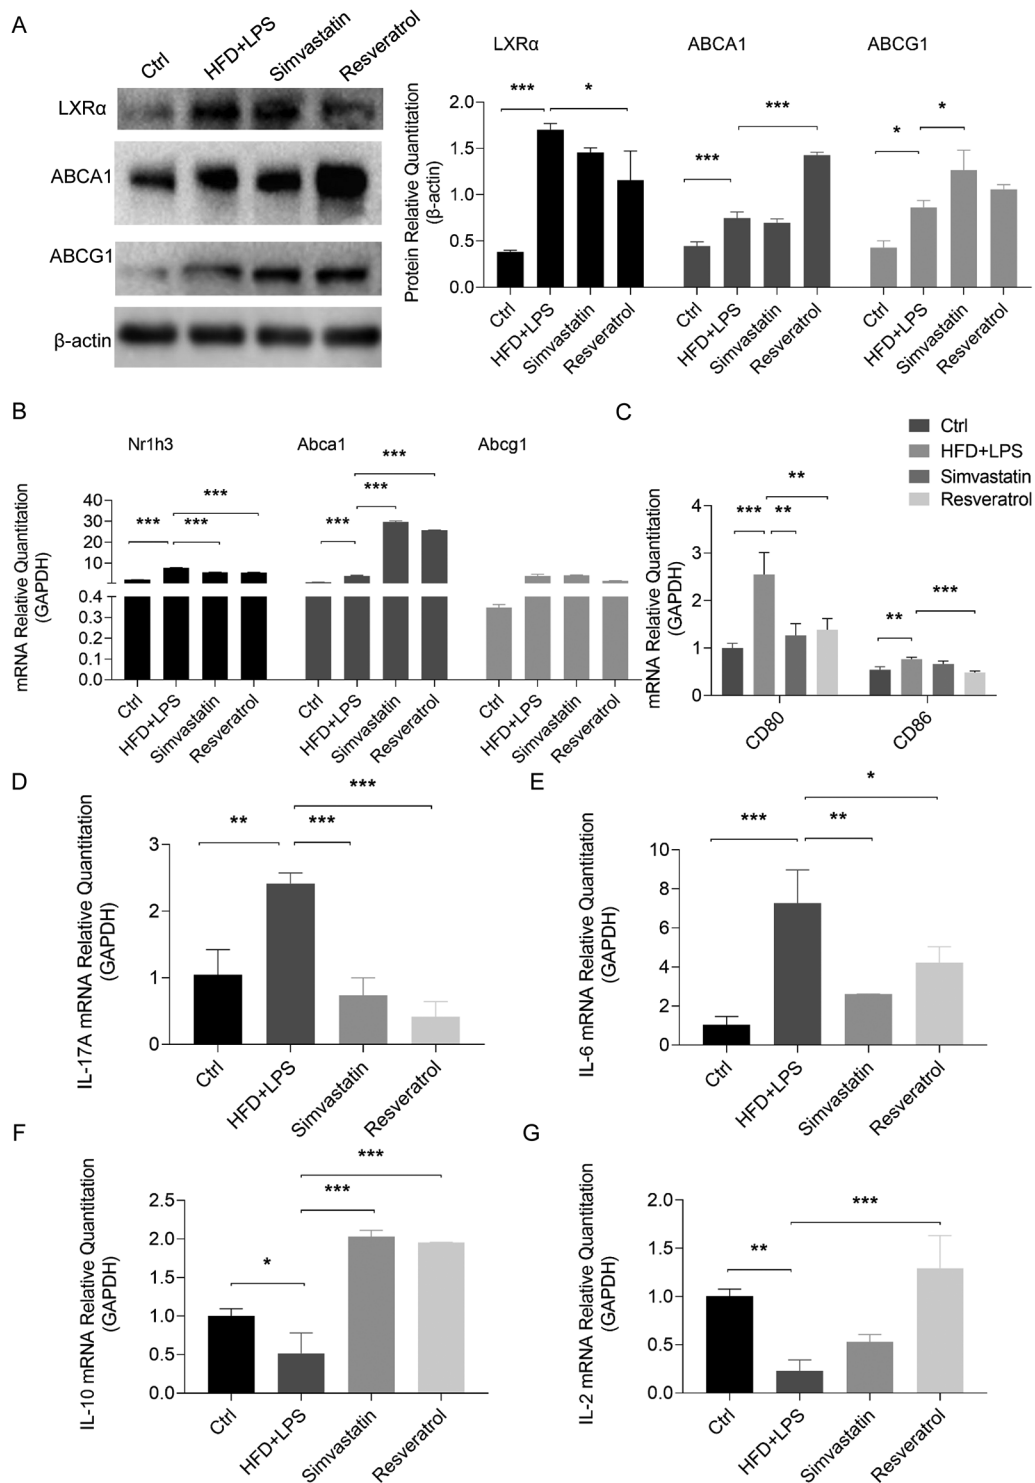 A
Ctrl
HFD+LPS
Simvastatin
Resveratrol
LXRα
ABCA1
ABCG1
β-actin
LXRα
ABCA1
ABCG1
Protein Relative Quantitation
(β-actin)
2.0
1.5
1.0
0.5
0.0
***
*
***
***
*
*
Ctrl
HFD+LPS
Simvastatin
Resveratrol
Ctrl
HFD+LPS
Simvastatin
Resveratrol
Ctrl
HFD+LPS
Simvastatin
Resveratrol
B
Nr1h3
Abca1
Abcg1
mRNA Relative Quantitation
(GAPDH)
40
30
20
10
0.4
0.3
0.2
0.1
0.0
***
***
***
***
***
***
Ctrl
HFD+LPS
Simvastatin
Resveratrol
Ctrl
HFD+LPS
Simvastatin
Resveratrol
Ctrl
HFD+LPS
Simvastatin
Resveratrol
C
Ctrl
HFD+LPS
Simvastatin
Resveratrol
mRNA Relative Quantitation
(GAPDH)
4
3
2
1
0
**
***
**
***
**
CD80
CD86
D
IL-17A mRNA Relative Quantitation
(GAPDH)
3
2
1
0
***
**
***
Ctrl
HFD+LPS
Simvastatin
Resveratrol
E
IL-6 mRNA Relative Quantitation
(GAPDH)
10
8
6
4
2
0
*
***
**
Ctrl
HFD+LPS
Simvastatin
Resveratrol
F
IL-10 mRNA Relative Quantitation
(GAPDH)
2.5
2.0
1.5
1.0
0.5
0.0
***
***
*
Ctrl
HFD+LPS
Simvastatin
Resveratrol
G
IL-2 mRNA Relative Quantitation
(GAPDH)
2.0
1.5
1.0
0.5
0.0
***
**
Ctrl
HFD+LPS
Simvastatin
Resveratrol